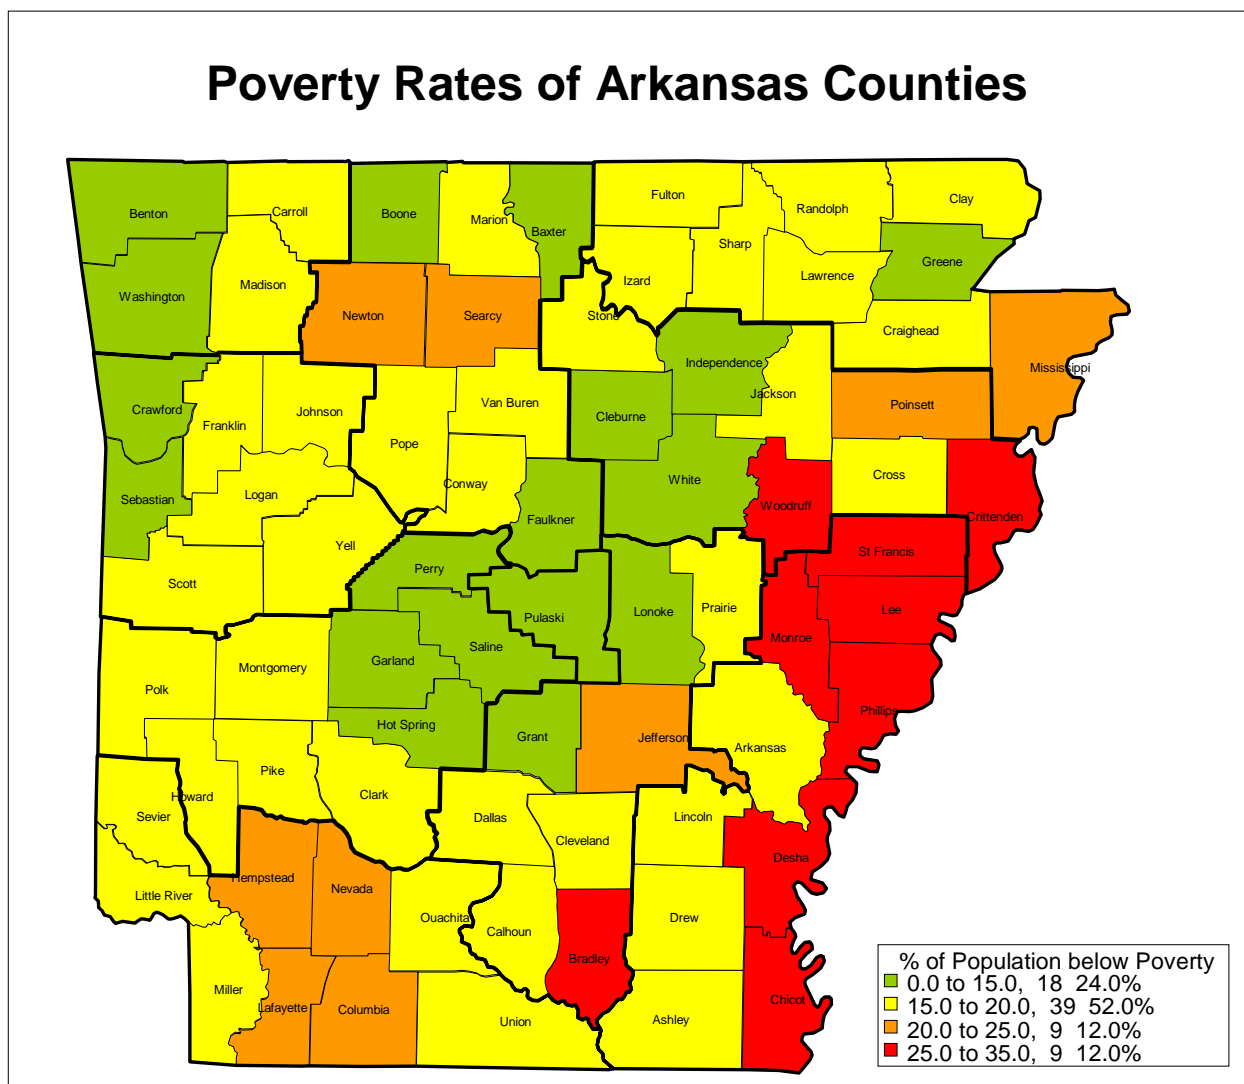 Poverty Rates of Arkansas Counties
Benton
Carroll
Boone
Marion
Baxter
Fulton
Randolph
Clay
Sharp
Greene
Washington
Madison
Izard
Lawrence
Newton
Searcy
Stone
Craighead
Mississippi
Independence
Crawford
Johnson
Van Buren
Cleburne
Jackson
Poinsett
Franklin
Pope
Conway
White
Cross
Sebastian
Logan
Faulkner
Woodruff
Crittenden
Yell
St Francis
Scott
Perry
Pulaski
Lonoke
Prairie
Lee
Monroe
Saline
Garland
Montgomery
Polk
Hot Spring
Grant
Jefferson
Arkansas
Phillips
Pike
Howard
Clark
Sevier
Dallas
Cleveland
Lincoln
Desha
Hempstead
Nevada
Little River
Ouachita
Calhoun
Drew
Bradley
Miller
Lafayette
Columbia
Union
Ashley
Chicot
% of Population below Poverty
0.0 to 15.0, 18 24.0%
15.0 to 20.0, 39 52.0%
20.0 to 25.0, 9 12.0%
25.0 to 35.0, 9 12.0%